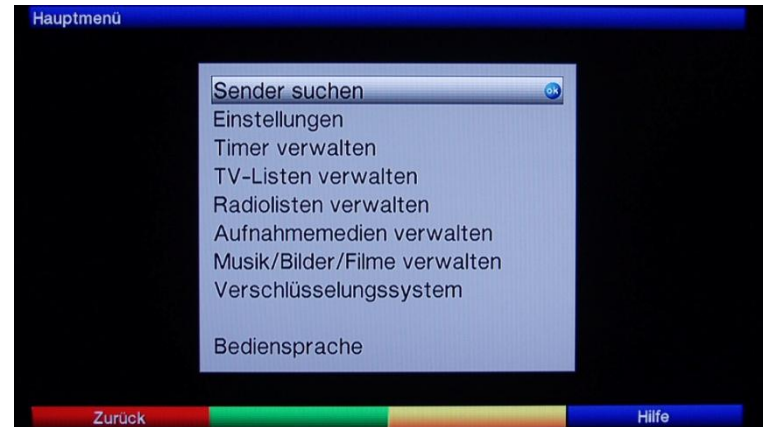 Hauptmenü
Sender suchen ok
Einstellungen
Timer verwalten
TV-Listen verwalten
Radiolisten verwalten
Aufnahmemedien verwalten
Musik/Bilder/Filme verwalten
Verschlüsselungssystem
Bediensprache
Zurück Hilfe